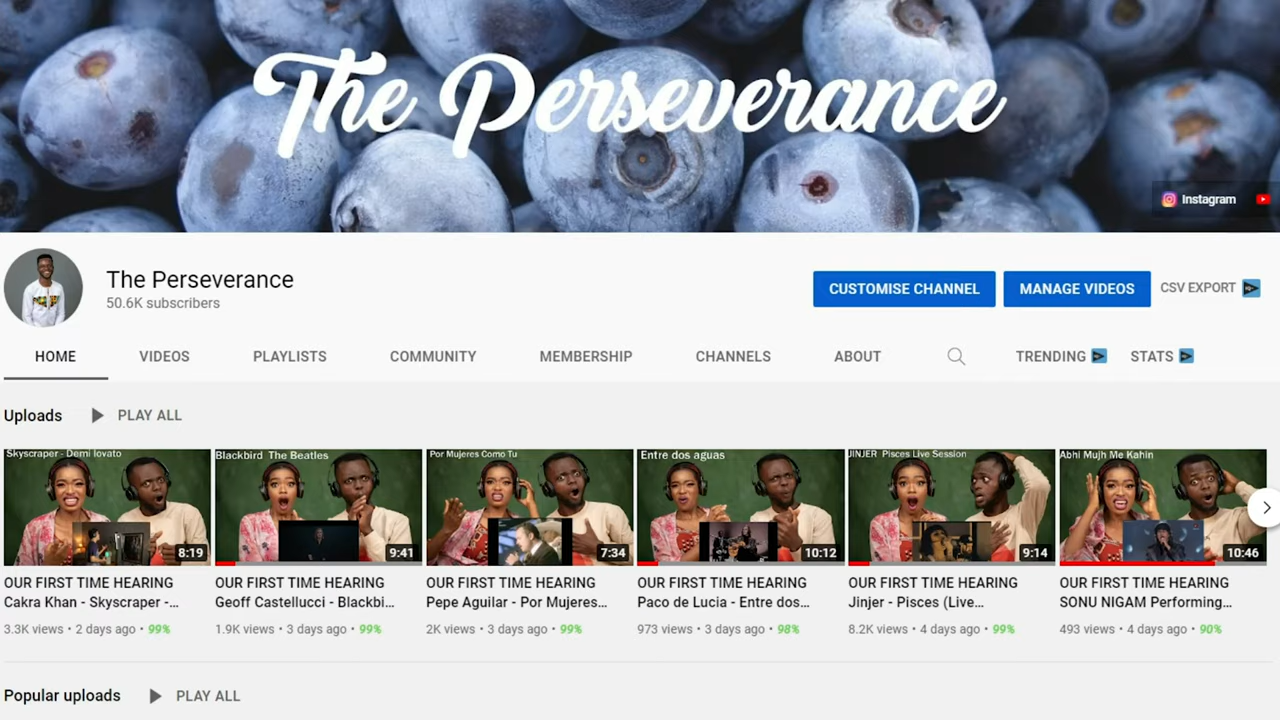 The Perseverance
Instagram
The Perseverance
50.6K subscribers
CUSTOMISE CHANNEL
MANAGE VIDEOS
CSV EXPORT
HOME
VIDEOS
PLAYLISTS
COMMUNITY
MEMBERSHIP
CHANNELS
ABOUT
TRENDING
STATS
Uploads
PLAY ALL
Skyscraper - Demi lovato
8:19
OUR FIRST TIME HEARING
Cakra Khan - Skyscraper -...
3.3K views • 2 days ago • 99%
Blackbird The Beatles
9:41
OUR FIRST TIME HEARING
Geoff Castellucci - Blackbi...
1.9K views • 3 days ago • 99%
Por Mujeres Como Tu
7:34
OUR FIRST TIME HEARING
Pepe Aguilar - Por Mujeres...
2K views • 3 days ago • 99%
Entre dos aguas
10:12
OUR FIRST TIME HEARING
Paco de Lucia - Entre dos...
973 views • 3 days ago • 98%
JINJER Pisces Live Session
9:14
OUR FIRST TIME HEARING
Jinjer - Pisces (Live...
8.2K views • 4 days ago • 99%
Abhi Mujh Me Kahin
10:46
OUR FIRST TIME HEARING
SONU NIGAM Performing...
493 views • 4 days ago • 90%
Popular uploads
PLAY ALL